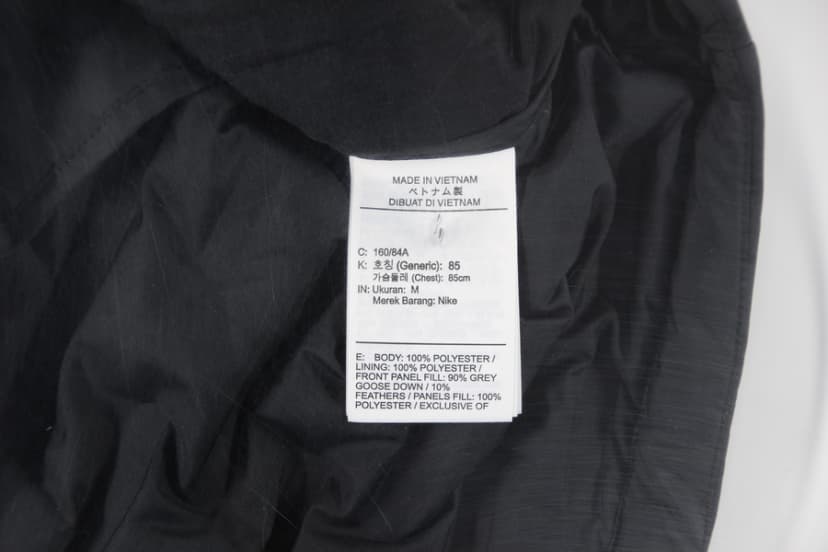 MADE IN VIETNAM
ベトナム製
DIBUAT DI VIETNAM
C: 160/84A
K: 호칭 (Generic): 85
가슴둘레 (Chest): 85cm
IN: Ukuran: M
Merek Barang: Nike
E: BODY: 100% POLYESTER /
LINING: 100% POLYESTER /
FRONT PANEL FILL: 90% GREY
GOOSE DOWN / 10%
FEATHERS / PANELS FILL: 100%
POLYESTER / EXCLUSIVE OF